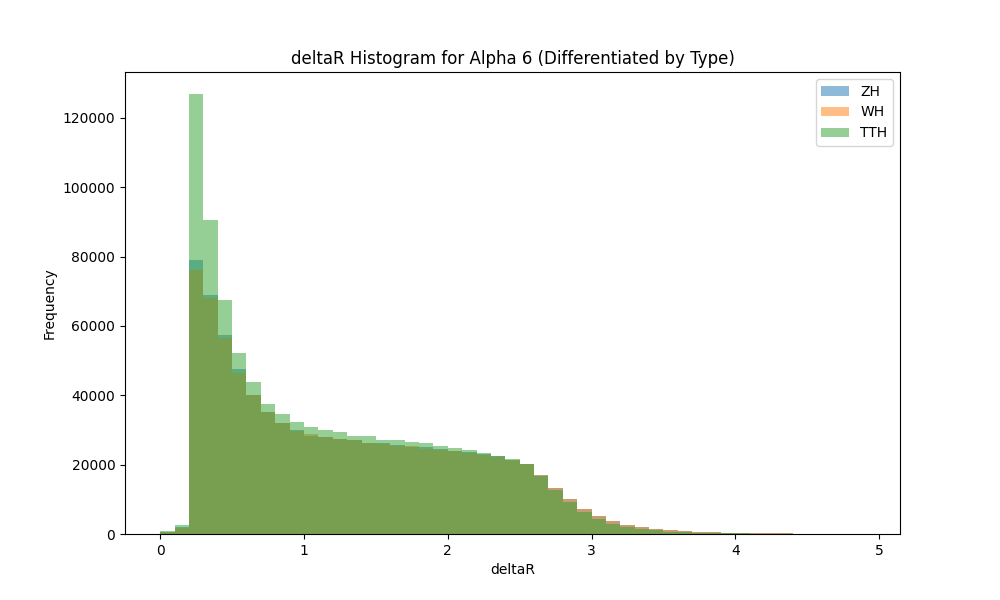 deltaR Histogram for Alpha 6 (Differentiated by Type)
ZH
WH
TTH
Frequency
120000
100000
80000
60000
40000
20000
0
0 1 2 3 4 5
deltaR